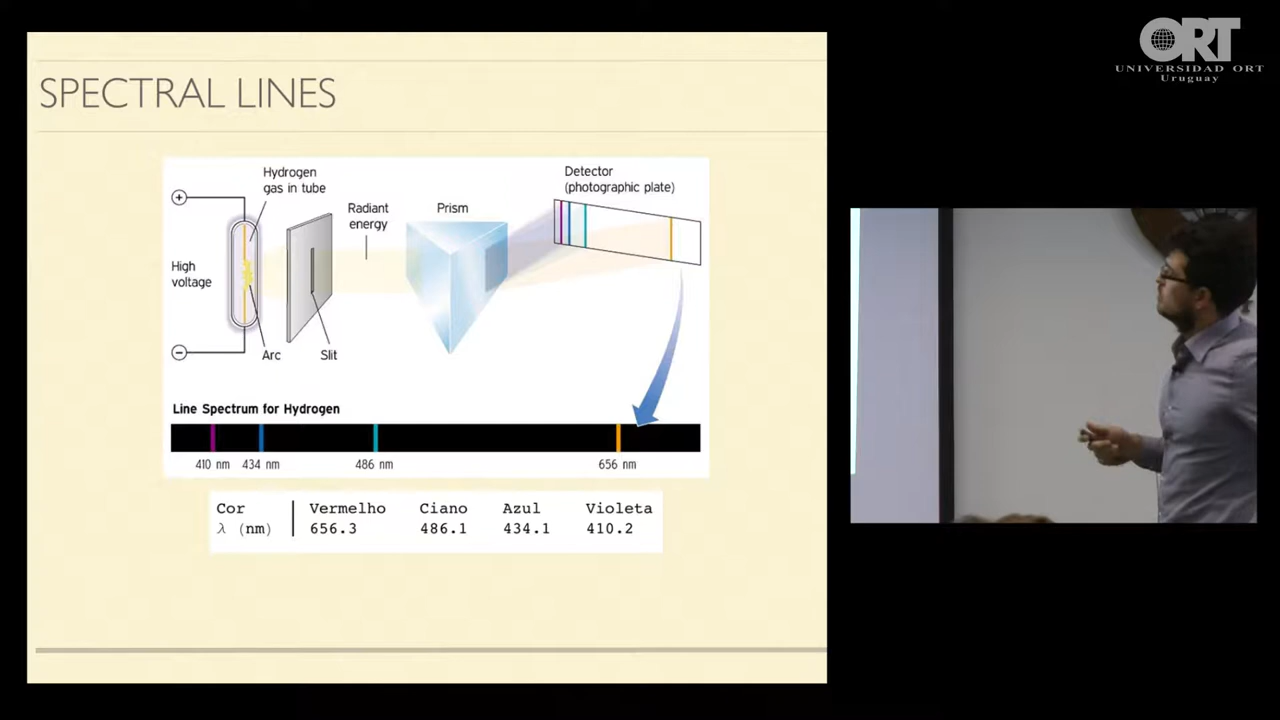 ORT
UNIVERSIDAD ORT
Uruguay
SPECTRAL LINES
Hydrogen
gas in tube
Detector
(photographic plate)
Radiant
energy
Prism
+
High
voltage
−
Arc
Slit
Line Spectrum for Hydrogen
410 nm 434 nm 486 nm 656 nm
Cor Vermelho Ciano Azul Violeta
λ (nm) 656.3 486.1 434.1 410.2